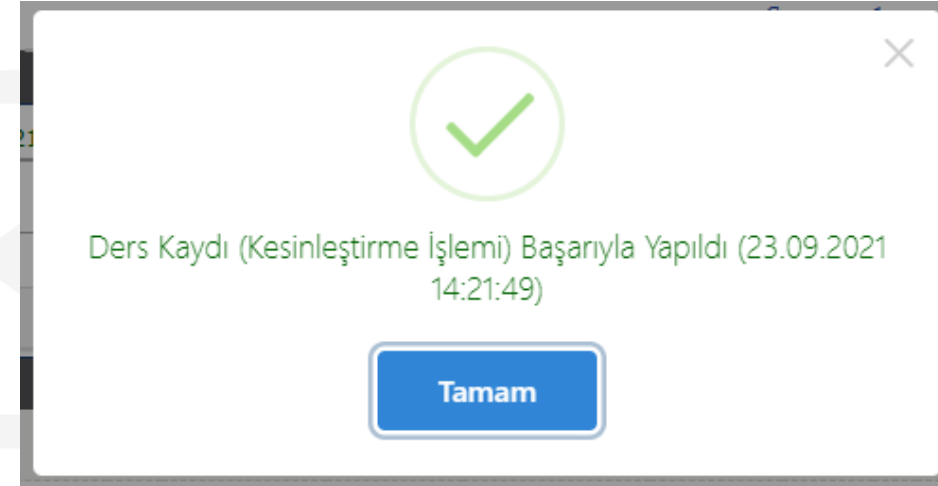 Ders Kaydı (Kesinleştirme İşlemi) Başarıyla Yapıldı (23.09.2021
14:21:49)
Tamam